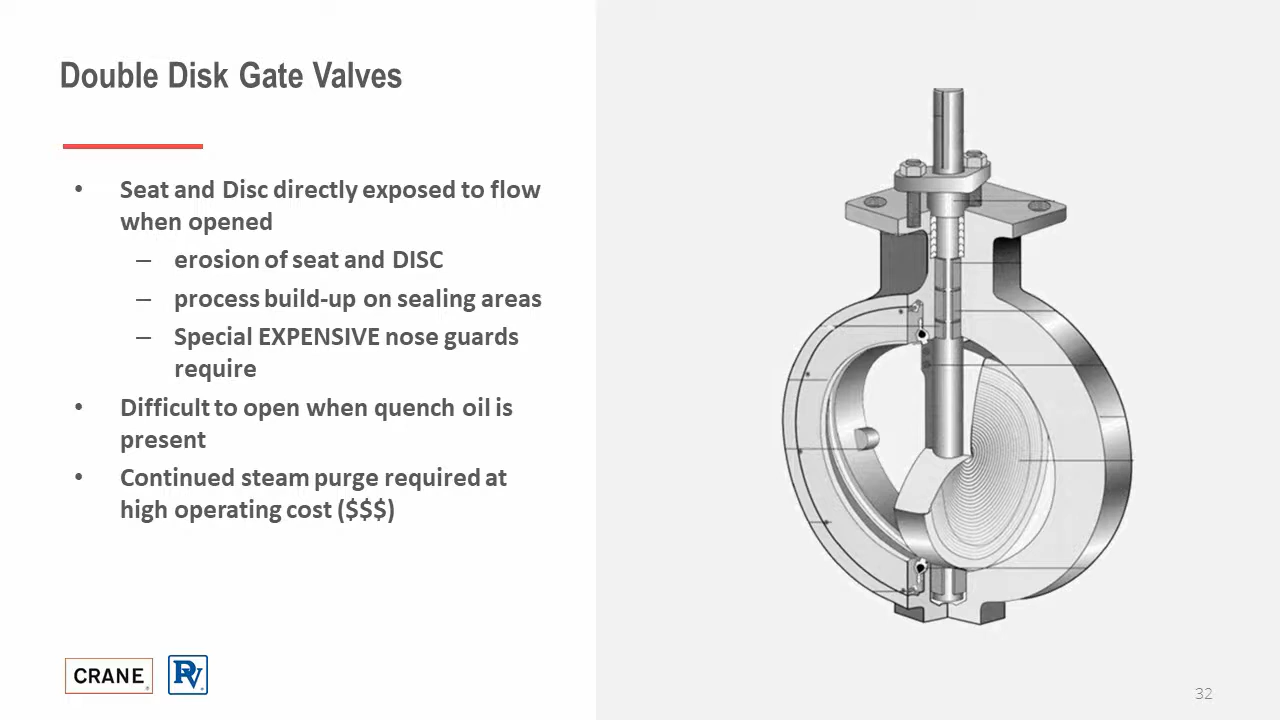 Double Disk Gate Valves
• Seat and Disc directly exposed to flow
when opened
– erosion of seat and DISC
– process build-up on sealing areas
– Special EXPENSIVE nose guards
require
• Difficult to open when quench oil is
present
• Continued steam purge required at
high operating cost ($$$)
CRANE
PV
32